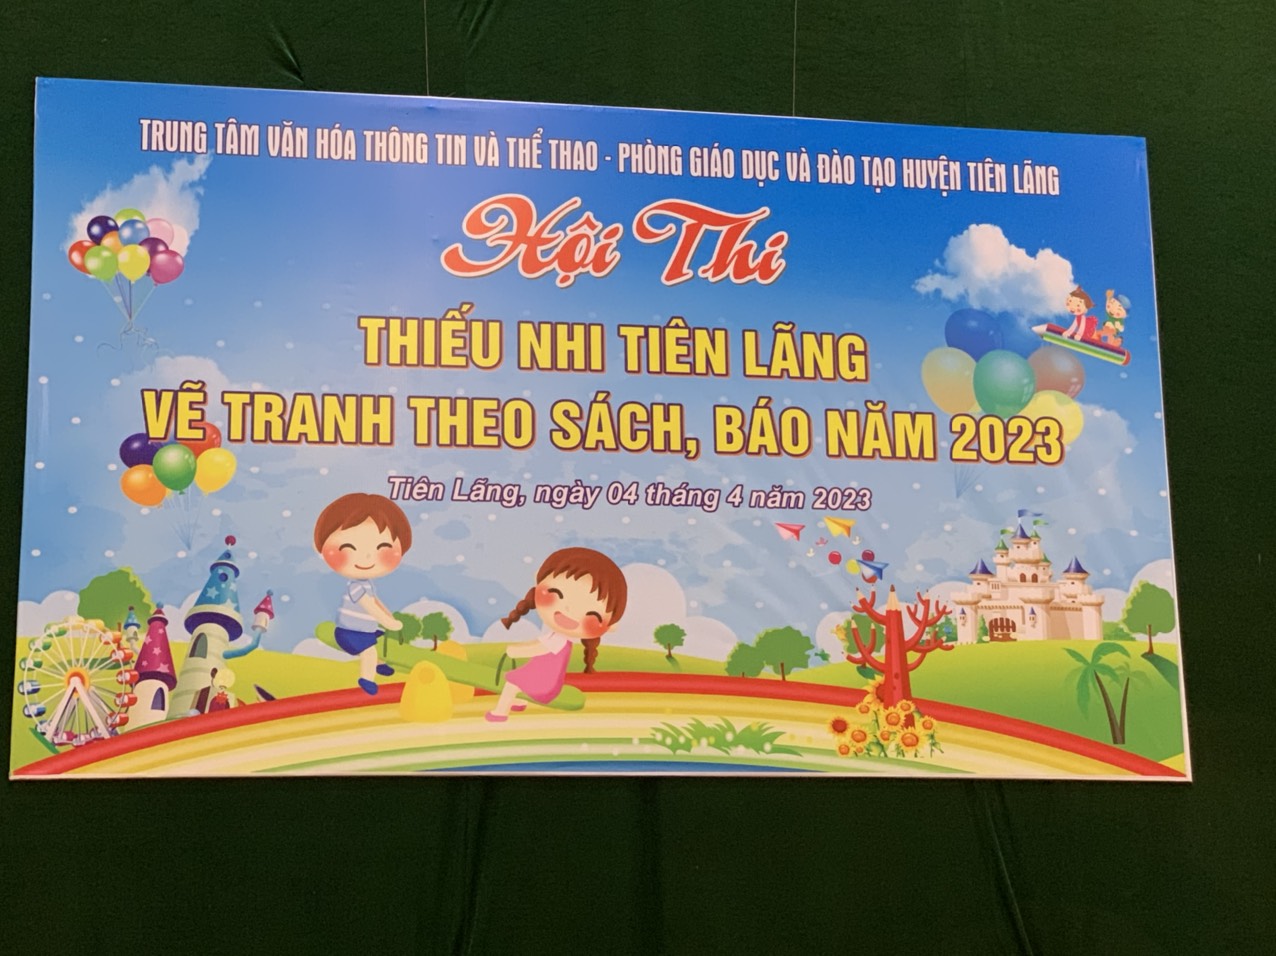 TRUNG TÂM VĂN HÓA THÔNG TIN VÀ THỂ THAO - PHÒNG GIÁO DỤC VÀ ĐÀO TẠO HUYỆN TIÊN LÃNG
Hội Thi
THIẾU NHI TIÊN LÃNG
VẼ TRANH THEO SÁCH, BÁO NĂM 2023
Tiên Lãng, ngày 04 tháng 4 năm 2023